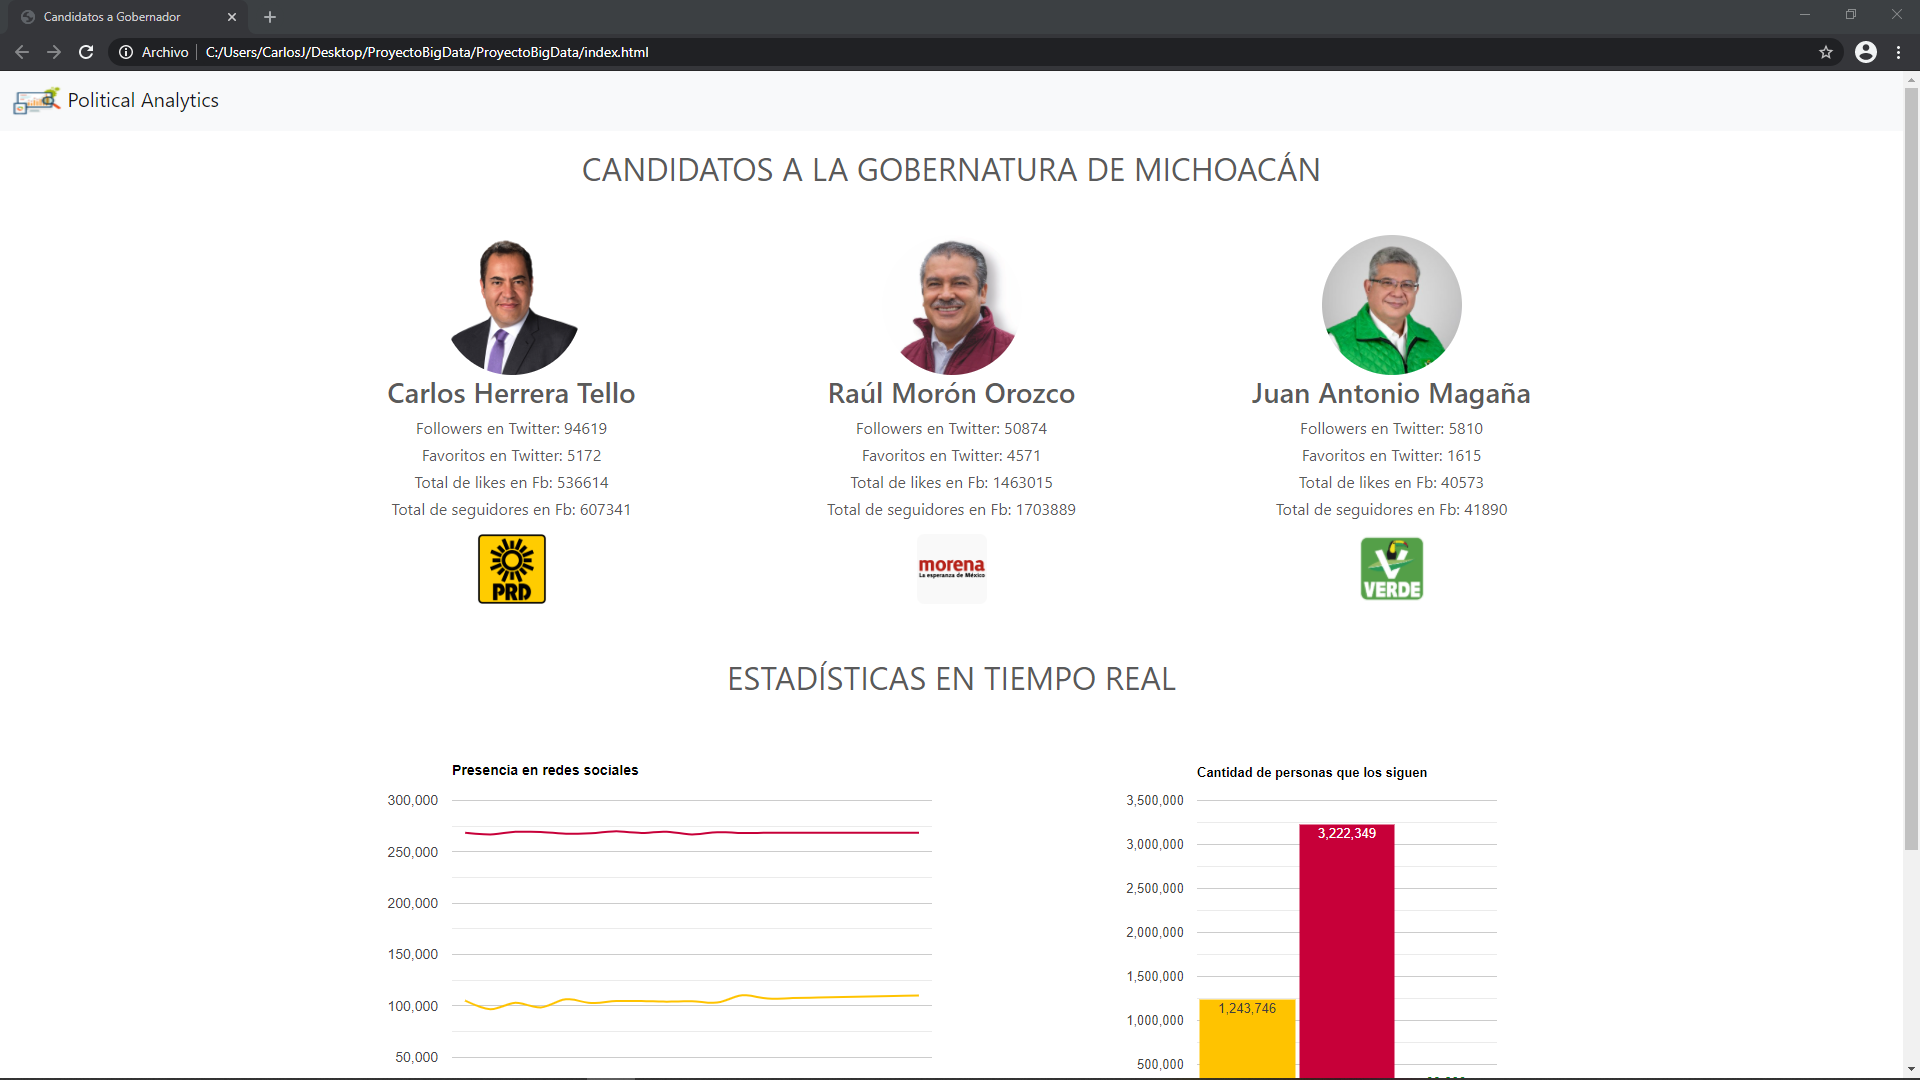 Candidatos a Gobernador
Archivo C:/Users/CarlosJ/Desktop/ProyectoBigData/ProyectoBigData/index.html
Political Analytics
CANDIDATOS A LA GOBERNATURA DE MICHOACÁN
Carlos Herrera Tello
Followers en Twitter: 94619
Favoritos en Twitter: 5172
Total de likes en Fb: 536614
Total de seguidores en Fb: 607341
PRD
Raúl Morón Orozco
Followers en Twitter: 50874
Favoritos en Twitter: 4571
Total de likes en Fb: 1463015
Total de seguidores en Fb: 1703889
morena
La esperanza de México
Juan Antonio Magaña
Followers en Twitter: 5810
Favoritos en Twitter: 1615
Total de likes en Fb: 40573
Total de seguidores en Fb: 41890
VERDE
ESTADÍSTICAS EN TIEMPO REAL
Presencia en redes sociales
300,000
250,000
200,000
150,000
100,000
50,000
Cantidad de personas que los siguen
3,500,000
3,000,000
2,500,000
2,000,000
1,500,000
1,000,000
500,000
3,222,349
1,243,746